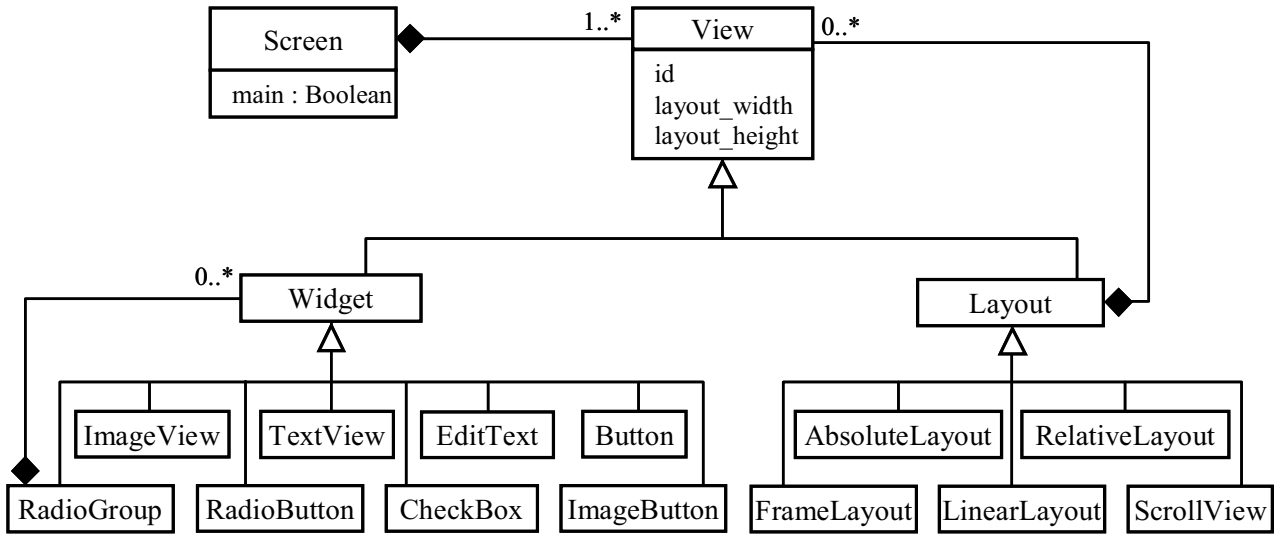 Screen
main : Boolean
1..*
View
0..*
id
layout_width
layout_height
0..*
Widget
Layout
ImageView
TextView
EditText
Button
AbsoluteLayout
RelativeLayout
RadioGroup
RadioButton
CheckBox
ImageButton
FrameLayout
LinearLayout
ScrollView